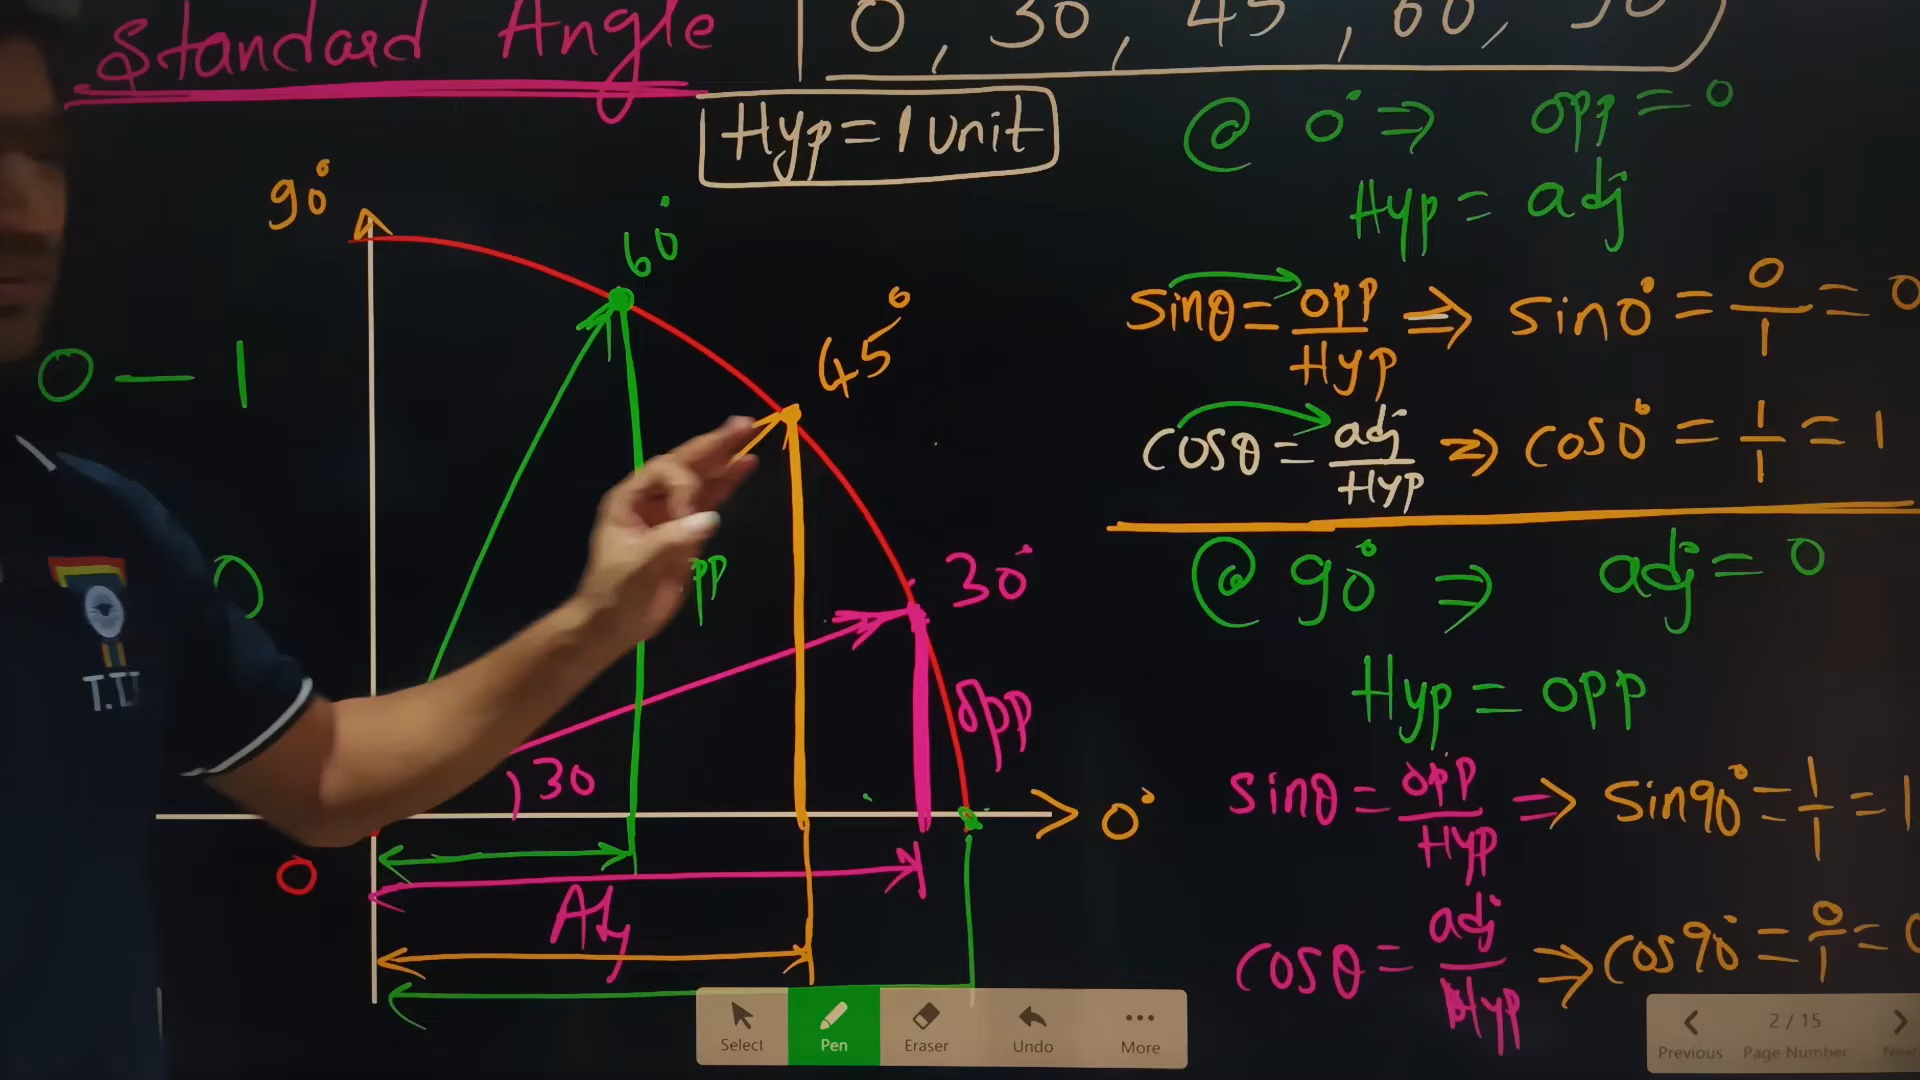 Standard Angle
0, 30, 45, 60, 90
Hyp = 1 unit
@ 0° ⇒ opp = 0
Hyp = adj
sinθ = opp/Hyp ⇒ sin0° = 0/1 = 0
cosθ = adj/Hyp ⇒ cos0° = 1/1 = 1
@ 90° ⇒ adj = 0
Hyp = opp
sinθ = opp/Hyp ⇒ sin90° = 1/1 = 1
cosθ = adj/Hyp ⇒ cos90° = 0/1 = 0
90°
60°
45°
0 — 1
0
30°
opp
30
0°
0
Adj
Select
Pen
Eraser
Undo
More
2 / 15
Previous
Page Number